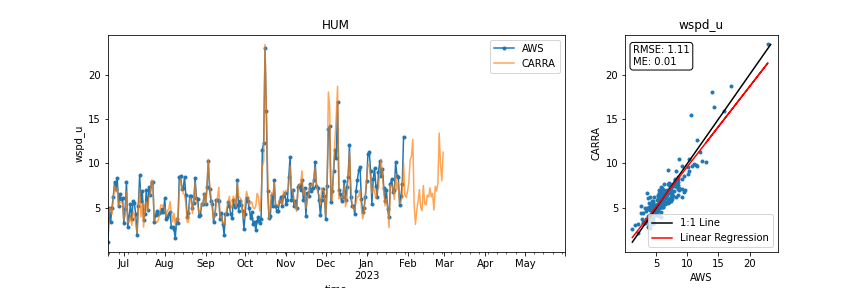 HUM
wspd_u
AWS
CARRA
20
15
10
5
wspd_u
Jul
Aug
Sep
Oct
Nov
Dec
Jan
2023
Feb
Mar
Apr
May
time
wspd_u
RMSE: 1.11
ME: 0.01
20
15
10
5
CARRA
1:1 Line
Linear Regression
5
10
15
20
AWS